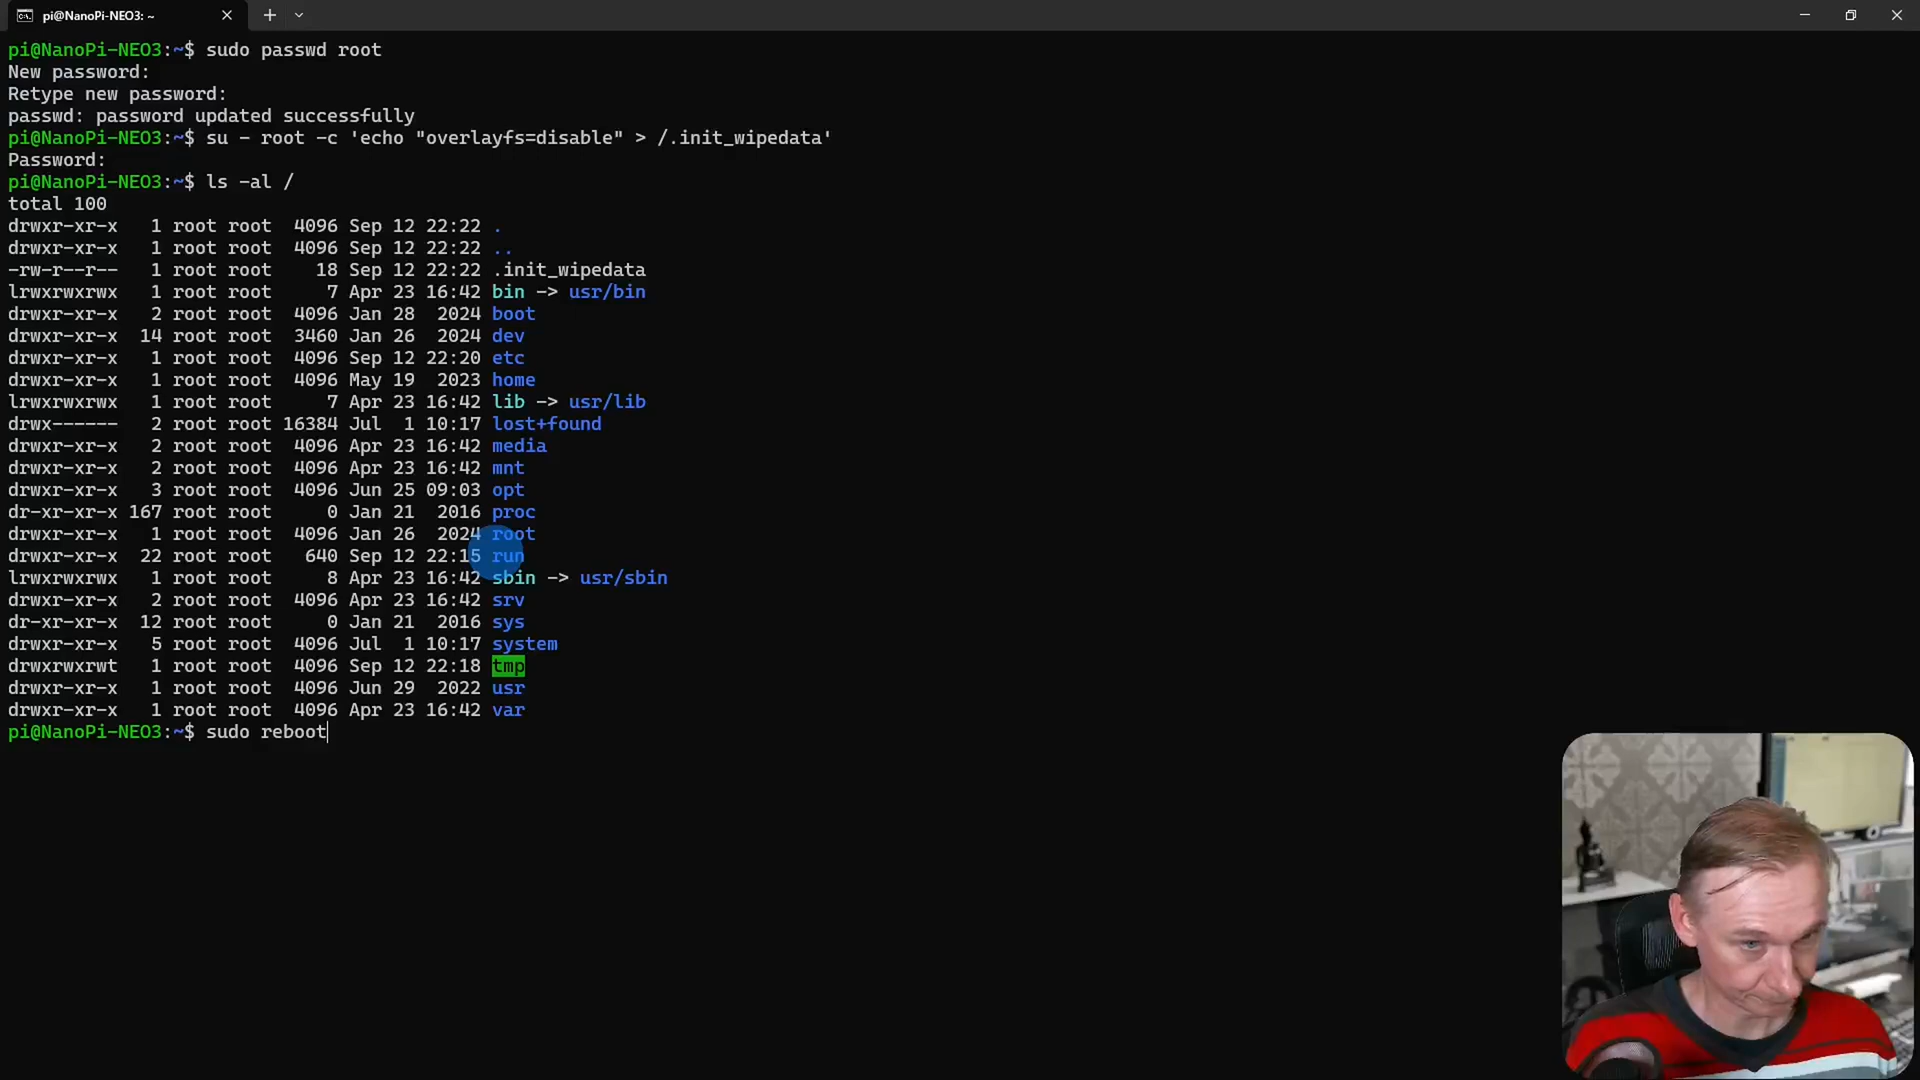 pi@NanoPi-NEO3: ~
pi@NanoPi-NEO3:~$ sudo passwd root
New password:
Retype new password:
passwd: password updated successfully
pi@NanoPi-NEO3:~$ su - root -c 'echo "overlayfs=disable" > /.init_wipedata'
Password:
pi@NanoPi-NEO3:~$ ls -al /
total 100
drwxr-xr-x   1 root root  4096 Sep 12 22:22 .
drwxr-xr-x   1 root root  4096 Sep 12 22:22 ..
-rw-r--r--   1 root root    18 Sep 12 22:22 .init_wipedata
lrwxrwxrwx   1 root root     7 Apr 23 16:42 bin -> usr/bin
drwxr-xr-x   2 root root  4096 Jan 28  2024 boot
drwxr-xr-x  14 root root  3460 Jan 26  2024 dev
drwxr-xr-x   1 root root  4096 Sep 12 22:20 etc
drwxr-xr-x   1 root root  4096 May 19  2023 home
lrwxrwxrwx   1 root root     7 Apr 23 16:42 lib -> usr/lib
drwx------   2 root root 16384 Jul  1 10:17 lost+found
drwxr-xr-x   2 root root  4096 Apr 23 16:42 media
drwxr-xr-x   2 root root  4096 Apr 23 16:42 mnt
drwxr-xr-x   3 root root  4096 Jun 25 09:03 opt
dr-xr-xr-x 167 root root     0 Jan 21  2016 proc
drwxr-xr-x   1 root root  4096 Jan 26  2024 root
drwxr-xr-x  22 root root   640 Sep 12 22:15 run
lrwxrwxrwx   1 root root     8 Apr 23 16:42 sbin -> usr/sbin
drwxr-xr-x   2 root root  4096 Apr 23 16:42 srv
dr-xr-xr-x  12 root root     0 Jan 21  2016 sys
drwxr-xr-x   5 root root  4096 Jul  1 10:17 system
drwxrwxrwt   1 root root  4096 Sep 12 22:18 tmp
drwxr-xr-x   1 root root  4096 Jun 29  2022 usr
drwxr-xr-x   1 root root  4096 Apr 23 16:42 var
pi@NanoPi-NEO3:~$ sudo reboot